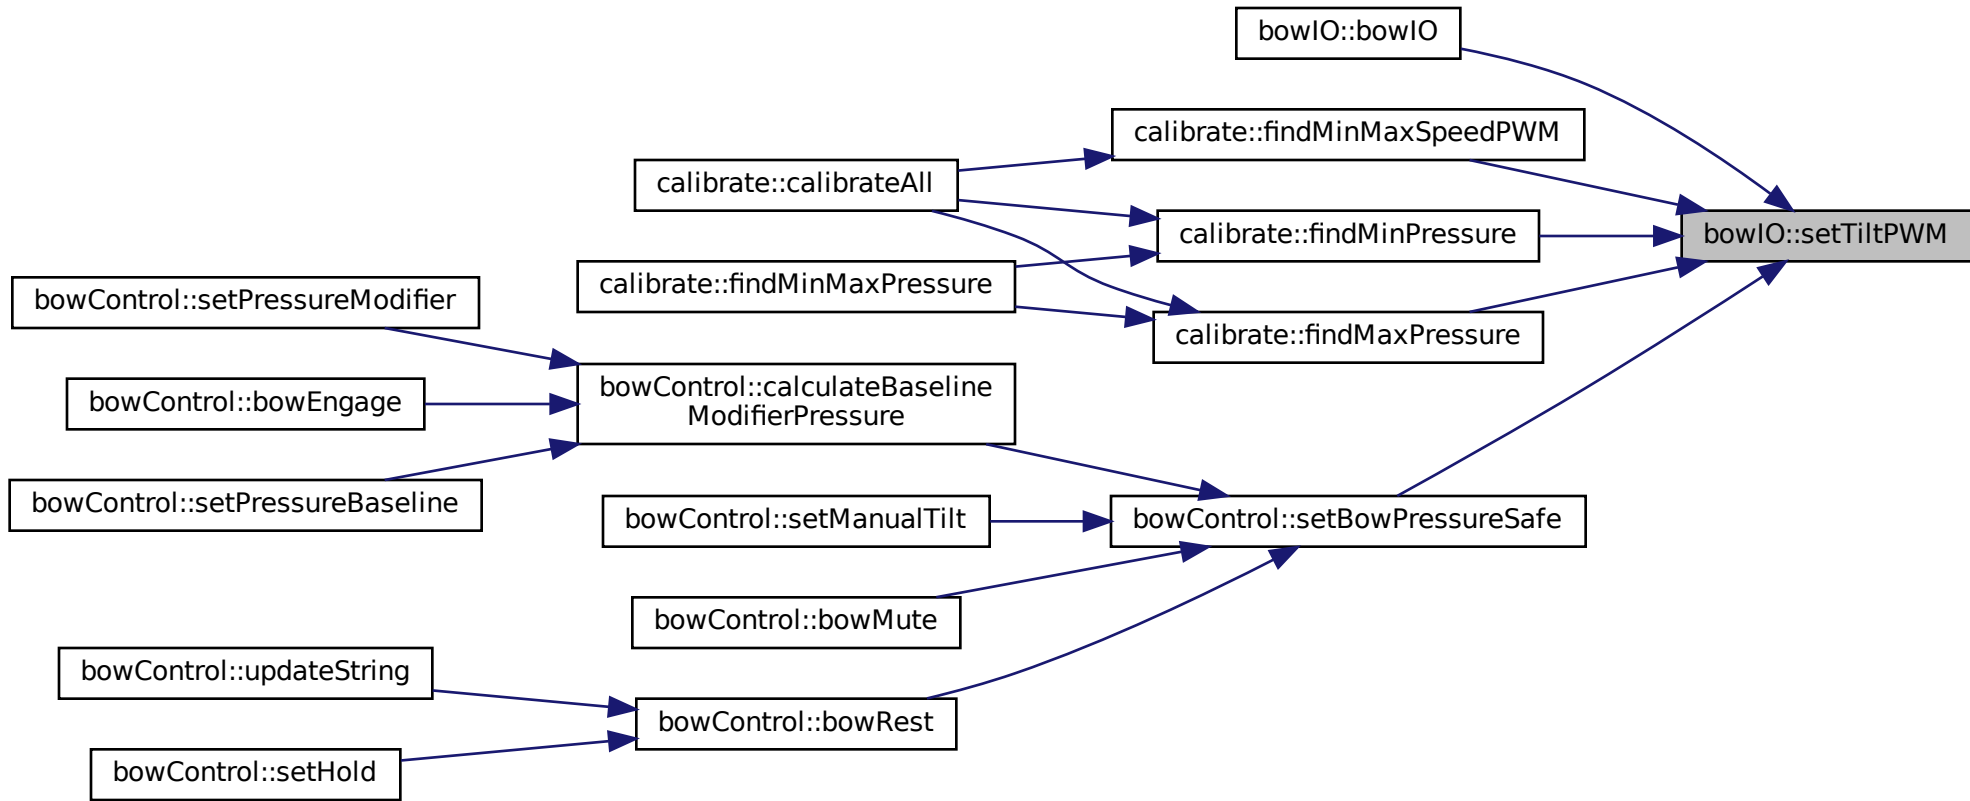 bowIO::bowIO
calibrate::findMinMaxSpeedPWM
calibrate::calibrateAll
calibrate::findMinPressure
bowIO::setTiltPWM
calibrate::findMinMaxPressure
bowControl::setPressureModifier
calibrate::findMaxPressure
bowControl::calculateBaseline
ModifierPressure
bowControl::bowEngage
bowControl::setPressureBaseline
bowControl::setManualTilt
bowControl::setBowPressureSafe
bowControl::bowMute
bowControl::updateString
bowControl::bowRest
bowControl::setHold